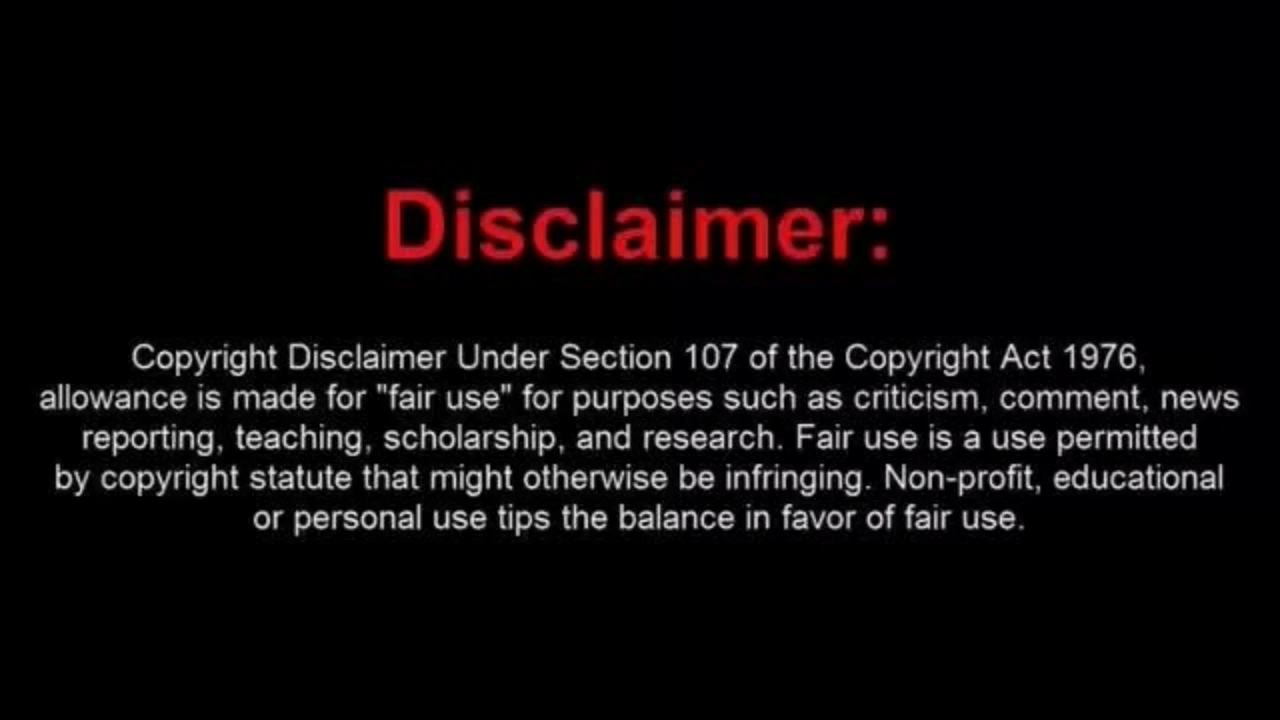 Disclaimer:
Copyright Disclaimer Under Section 107 of the Copyright Act 1976,
allowance is made for "fair use" for purposes such as criticism, comment, news
reporting, teaching, scholarship, and research. Fair use is a use permitted
by copyright statute that might otherwise be infringing. Non-profit, educational
or personal use tips the balance in favor of fair use.